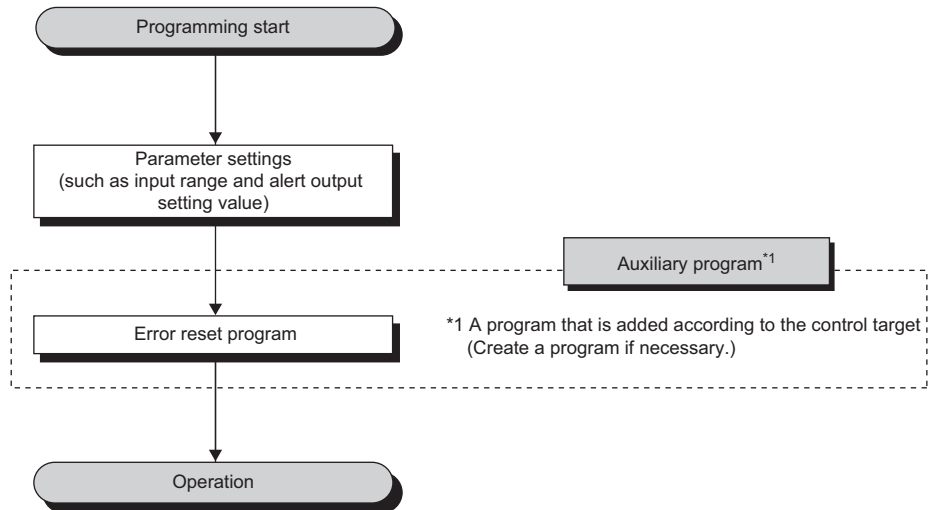 Programming start
Parameter settings
(such as input range and alert output
setting value)
Auxiliary program*1
Error reset program
*1 A program that is added according to the control target
(Create a program if necessary.)
Operation